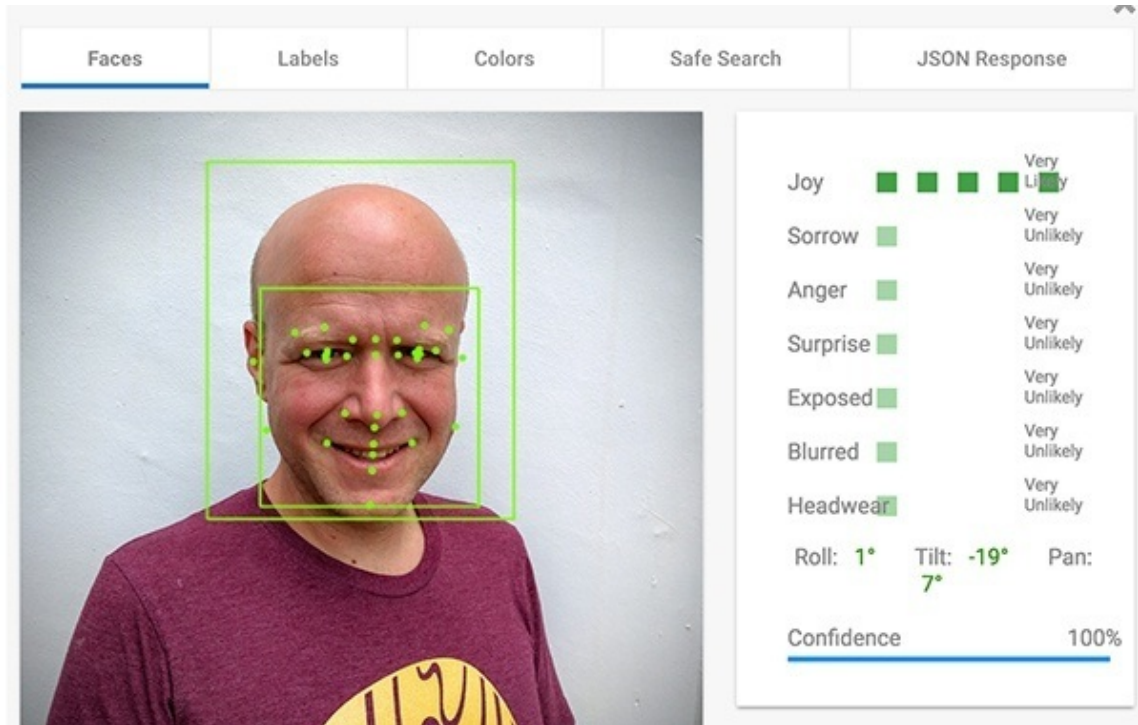 Faces Labels Colors Safe Search JSON Response
Joy Very Likely
Sorrow Very Unlikely
Anger Very Unlikely
Surprise Very Unlikely
Exposed Very Unlikely
Blurred Very Unlikely
Headwear Very Unlikely
Roll: 1° Tilt: -19° Pan:
7°
Confidence 100%